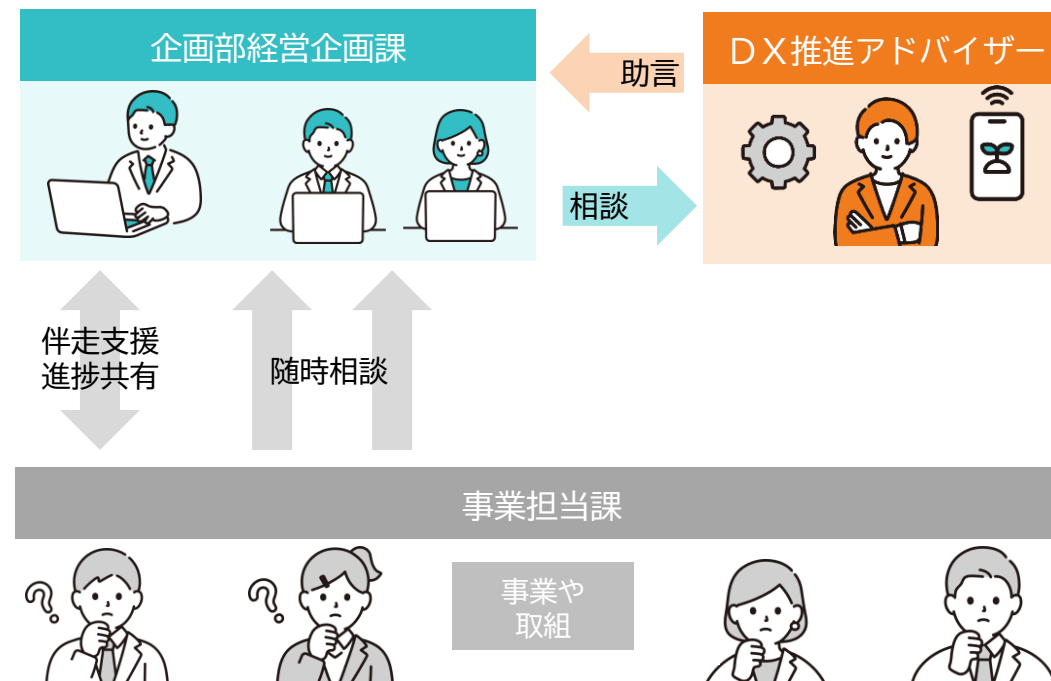 企画部経営企画課
助言
DX推進アドバイザー
相談
伴走支援
進捗共有
随時相談
事業担当課
事業や
取組